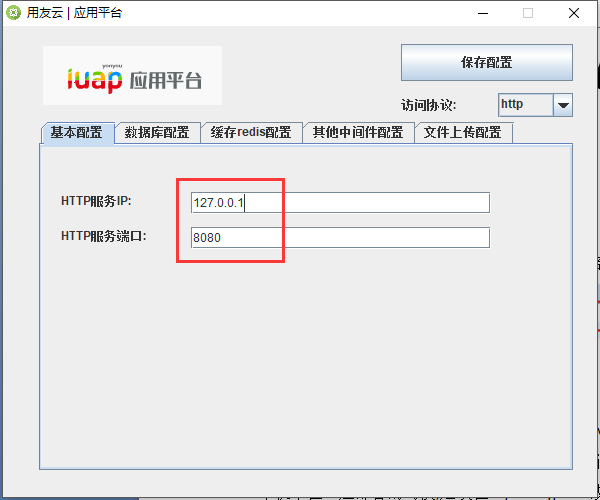 用友云 | 应用平台
yonyou
iuap 应用平台
保存配置
访问协议: http
基本配置 数据库配置 缓存redis配置 其他中间件配置 文件上传配置
HTTP服务IP: 127.0.0.1
HTTP服务端口: 8080